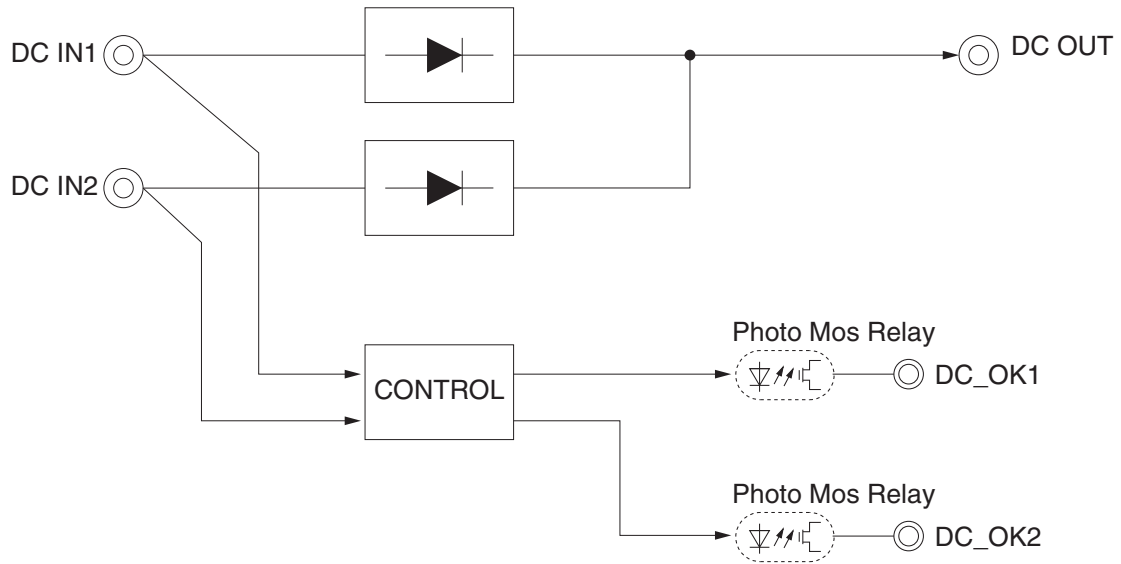 DC IN1
DC OUT
DC IN2
Photo Mos Relay
CONTROL
DC_OK1
Photo Mos Relay
DC_OK2